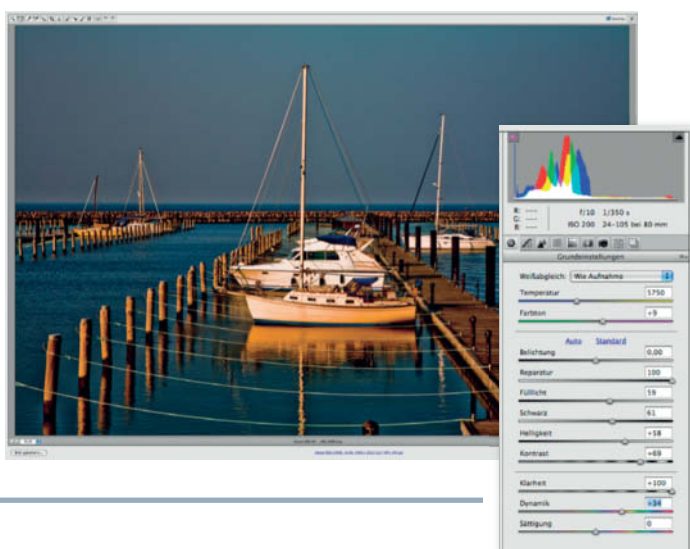 R: ---
G: ---
B: ---
f/10 1/350 s
ISO 200 24-105 bei 80 mm
Grundeinstellungen
Weißabgleich: Wie Aufnahme
Temperatur 5750
Farbton +9
Auto Standard
Belichtung 0,00
Reparatur 100
Fülllicht 59
Schwarz 61
Helligkeit +58
Kontrast +69
Klarheit +100
Dynamik +34
Sättigung 0